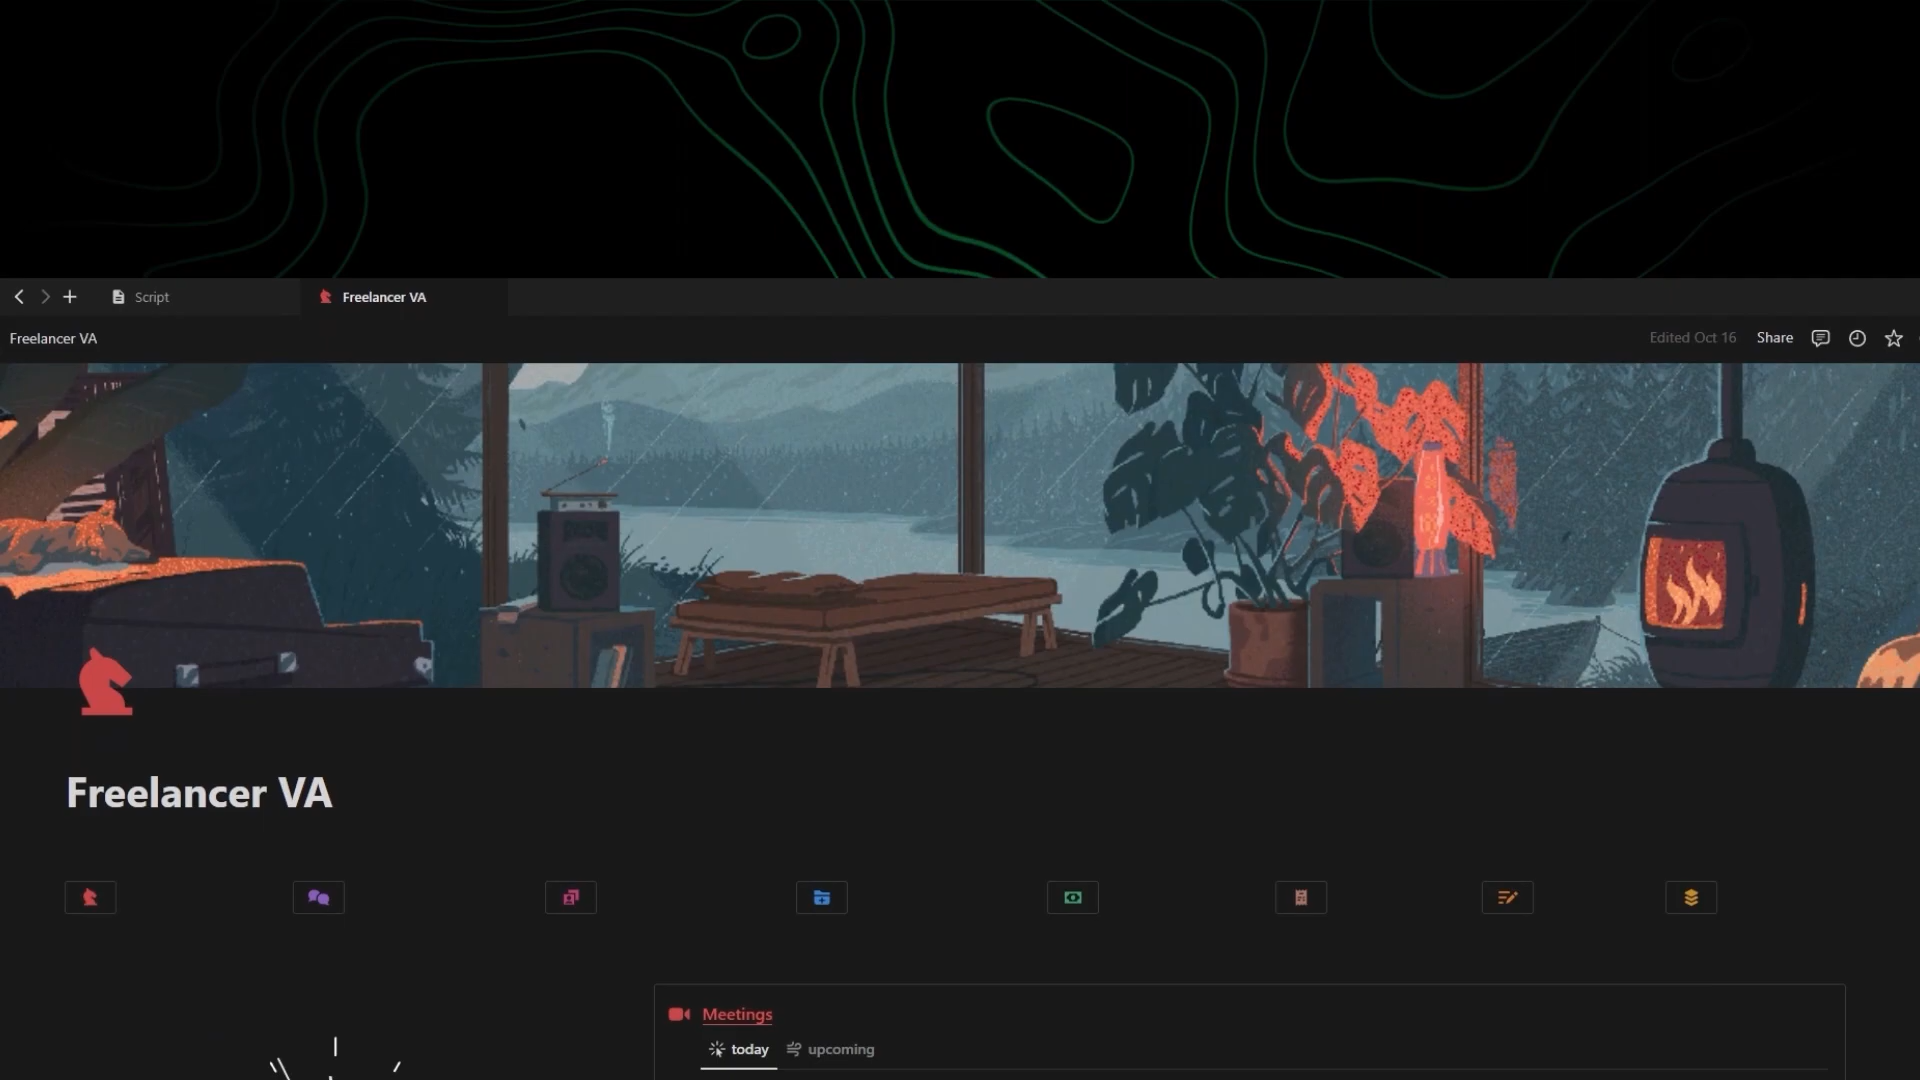 Script
Freelancer VA
Freelancer VA
Edited Oct 16
Share
Freelancer VA
Meetings
today
upcoming